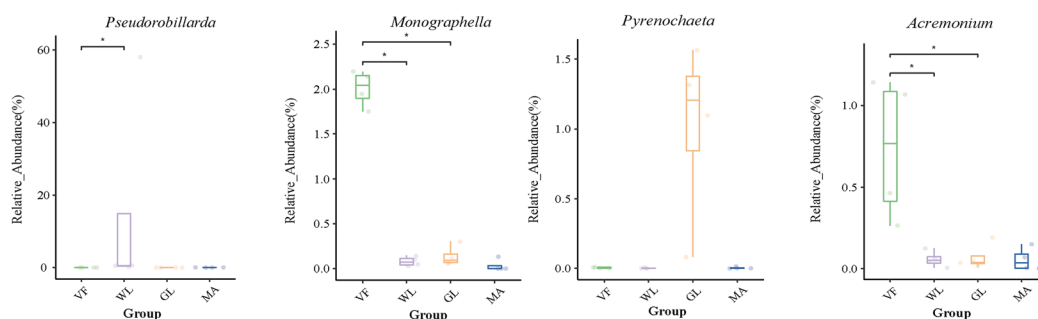 Pseudorobillarda
*
60
40
20
0
Relative_Abundance(%)
VF
WL
GL
MA
Group
Monographella
*
*
2.5
2.0
1.5
1.0
0.5
0.0
Relative_Abundance(%)
VF
WL
GL
MA
Group
Pyrenochaeta
1.5
1.0
0.5
0.0
Relative_Abundance(%)
VF
WL
GL
MA
Group
Acremonium
*
*
1.0
0.5
0.0
Relative_Abundance(%)
VF
WL
GL
MA
Group